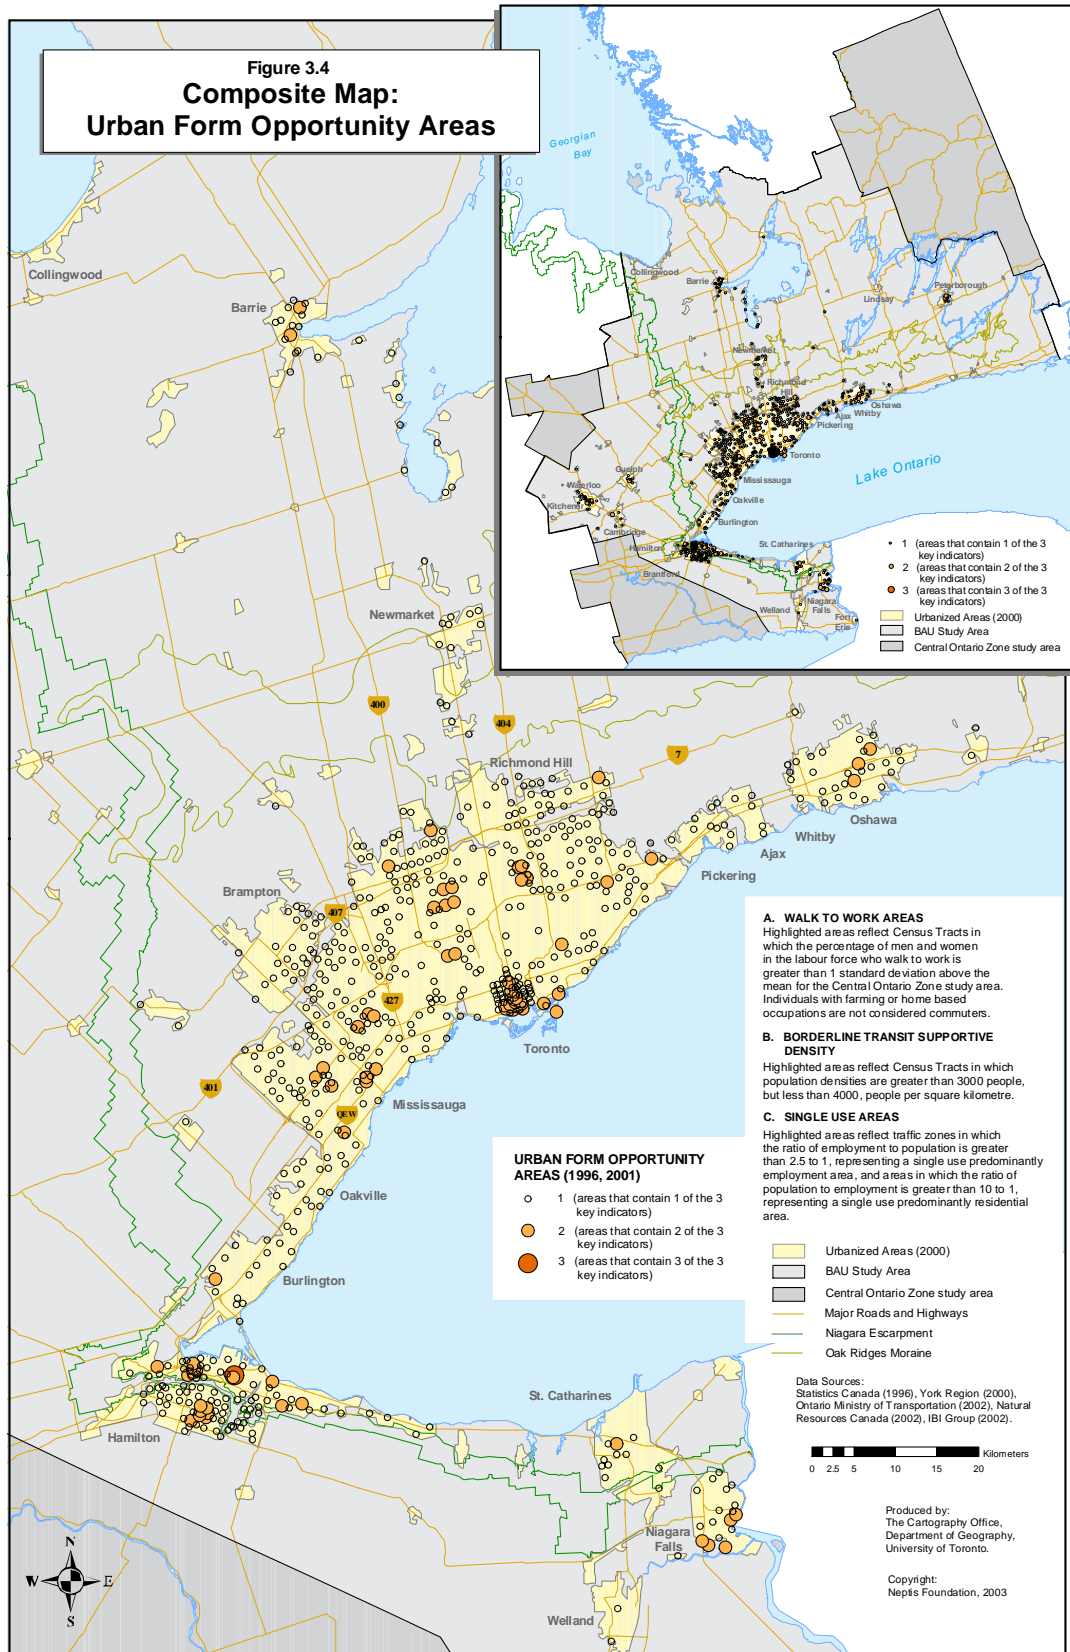 Figure 3.4
Composite Map:
Urban Form Opportunity Areas
Georgian
Bay
Collingwood
Barrie
Lindsay
Peterborough
Newmarket
Richmond
Hill
Oshawa
Ajax Whitby
Pickering
Toronto
Lake Ontario
Mississauga
Guelph
Waterloo
Kitchener
Oakville
Cambridge
Burlington
Hamilton
St. Catharines
Brantford
Welland
Niagara
Falls
Fort
Erie
1 (areas that contain 1 of the 3
key indicators)
2 (areas that contain 2 of the 3
key indicators)
3 (areas that contain 3 of the 3
key indicators)
Urbanized Areas (2000)
BAU Study Area
Central Ontario Zone study area
Collingwood
Barrie
Newmarket
400
404
7
Richmond Hill
Oshawa
Whitby
Ajax
Pickering
Brampton
407
427
Toronto
401
Mississauga
QEW
Oakville
Burlington
St. Catharines
Hamilton
Niagara
Falls
Welland
N
W
E
S
A. WALK TO WORK AREAS
Highlighted areas reflect Census Tracts in
which the percentage of men and women
in the labour force who walk to work is
greater than 1 standard deviation above the
mean for the Central Ontario Zone study area.
Individuals with farming or home based
occupations are not considered commuters.
B. BORDERLINE TRANSIT SUPPORTIVE
DENSITY
Highlighted areas reflect Census Tracts in which
population densities are greater than 3000 people,
but less than 4000, people per square kilometre.
C. SINGLE USE AREAS
Highlighted areas reflect traffic zones in which
the ratio of employment to population is greater
than 2.5 to 1, representing a single use predominantly
employment area, and areas in which the ratio of
population to employment is greater than 10 to 1,
representing a single use predominantly residential
area.
URBAN FORM OPPORTUNITY
AREAS (1996, 2001)
1 (areas that contain 1 of the 3
key indicators)
2 (areas that contain 2 of the 3
key indicators)
3 (areas that contain 3 of the 3
key indicators)
Urbanized Areas (2000)
BAU Study Area
Central Ontario Zone study area
Major Roads and Highways
Niagara Escarpment
Oak Ridges Moraine
Data Sources:
Statistics Canada (1996), York Region (2000),
Ontario Ministry of Transportation (2002), Natural
Resources Canada (2002), IBI Group (2002).
Kilometers
0 2.5 5 10 15 20
Produced by:
The Cartography Office,
Department of Geography,
University of Toronto.
Copyright:
Neptis Foundation, 2003